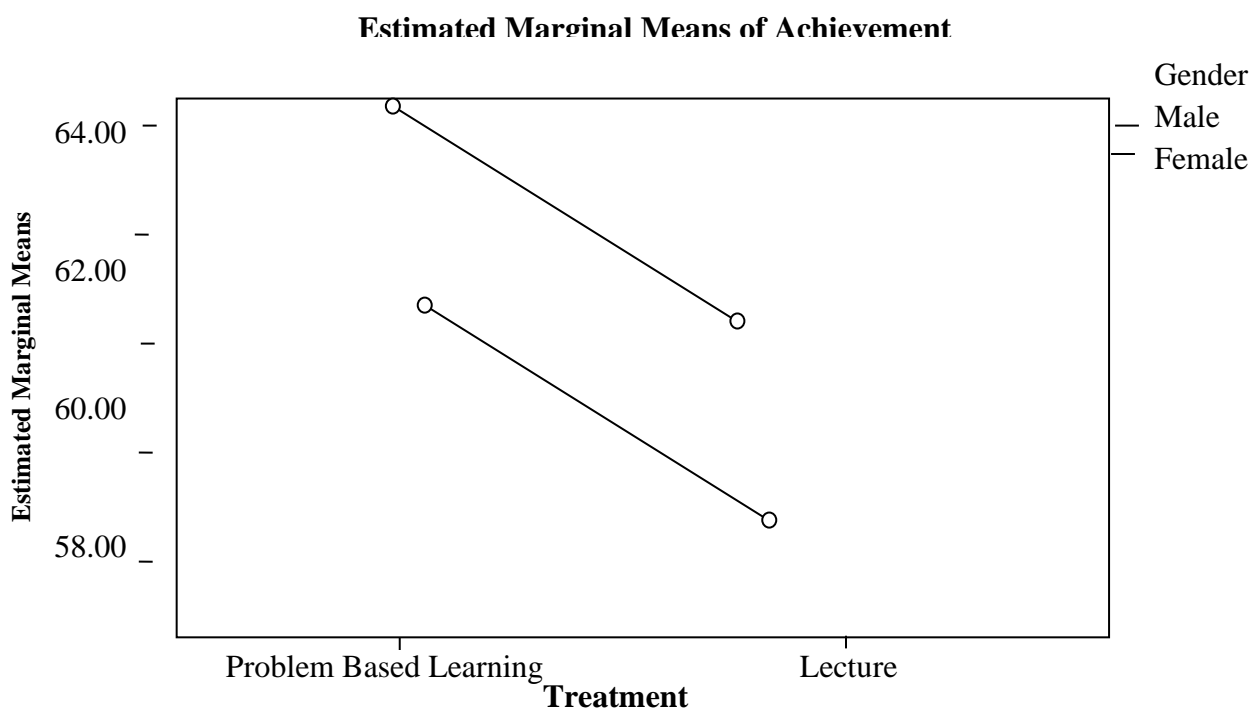 Estimated Marginal Means of Achievement
Gender
Male
Female
64.00
62.00
60.00
58.00
Estimated Marginal Means
Problem Based Learning
Lecture
Treatment